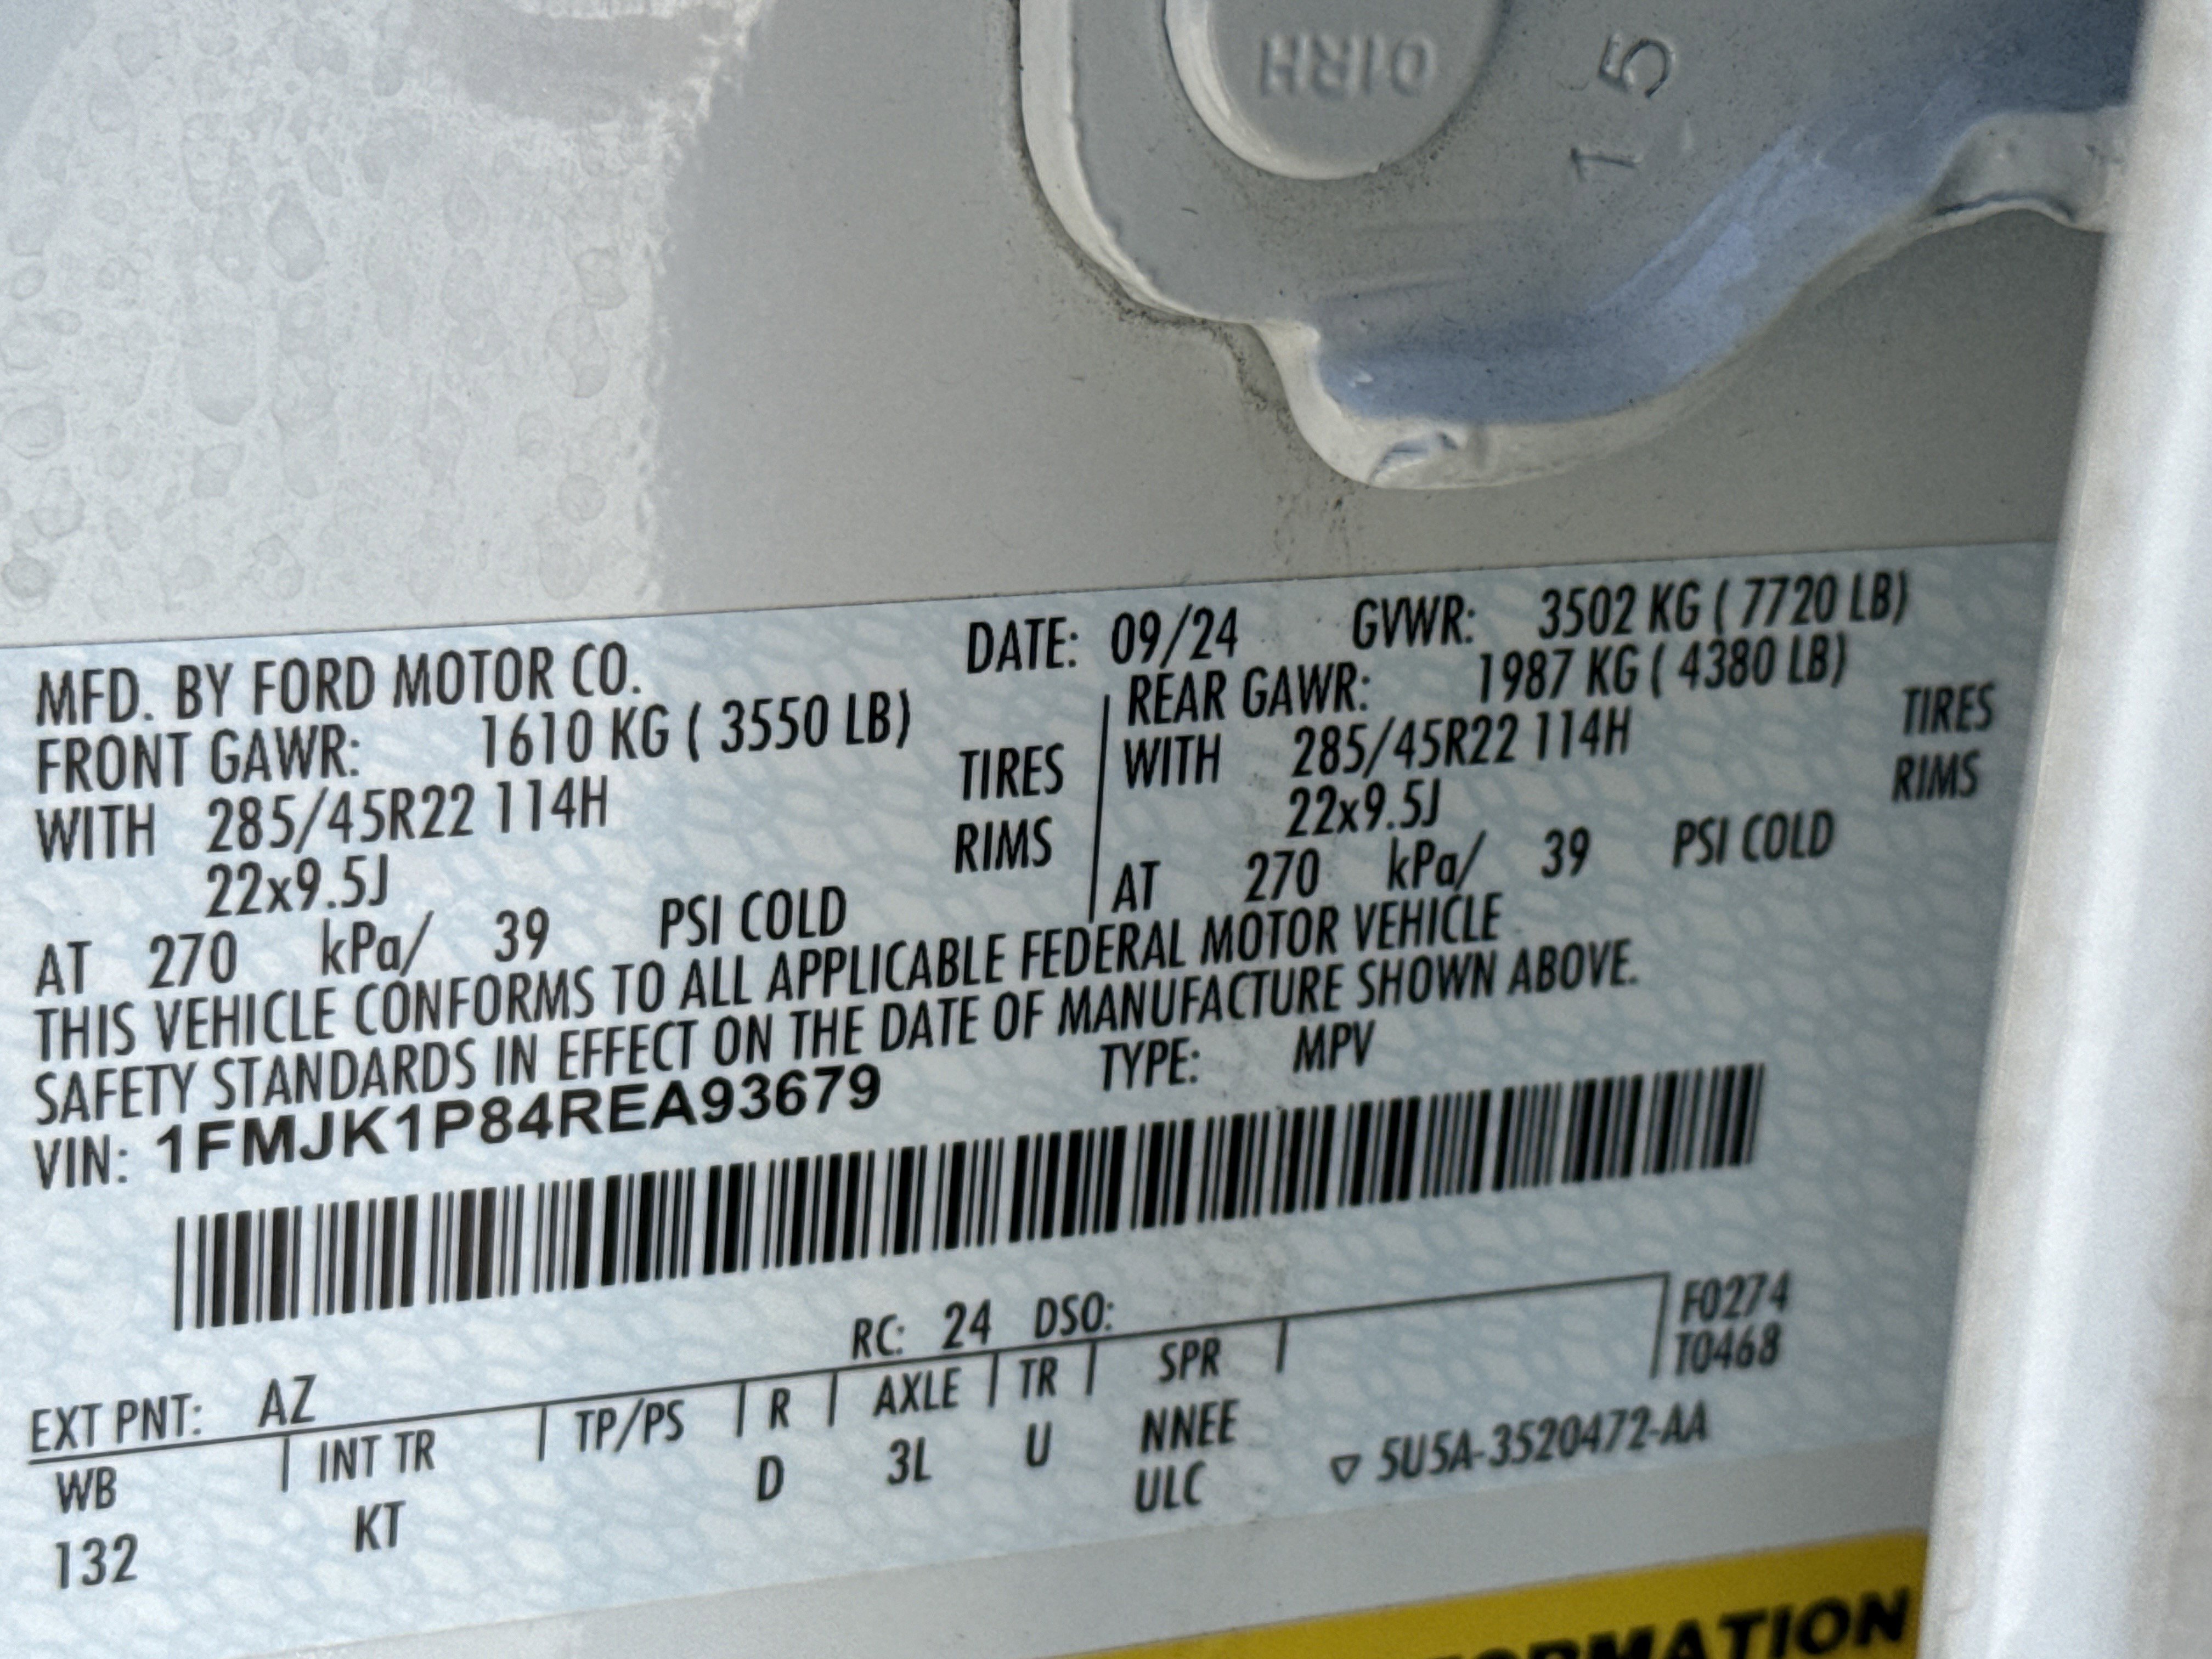 01RH
15
MFD. BY FORD MOTOR CO. DATE: 09/24 GVWR: 3502 KG ( 7720 LB)
FRONT GAWR: 1610 KG ( 3550 LB) REAR GAWR: 1987 KG ( 4380 LB)
WITH 285/45R22 114H TIRES WITH 285/45R22 114H TIRES
22x9.5J RIMS 22x9.5J RIMS
AT 270 kPa/ 39 PSI COLD AT 270 kPa/ 39 PSI COLD
THIS VEHICLE CONFORMS TO ALL APPLICABLE FEDERAL MOTOR VEHICLE
SAFETY STANDARDS IN EFFECT ON THE DATE OF MANUFACTURE SHOWN ABOVE.
VIN: 1FMJK1P84REA93679 TYPE: MPV
EXT PNT: AZ RC: 24 DSO: F0274
WB INT TR TP/PS R AXLE TR SPR T0468
132 KT D 3L U NNEE
ULC ▽ 5U5A-3520472-AA